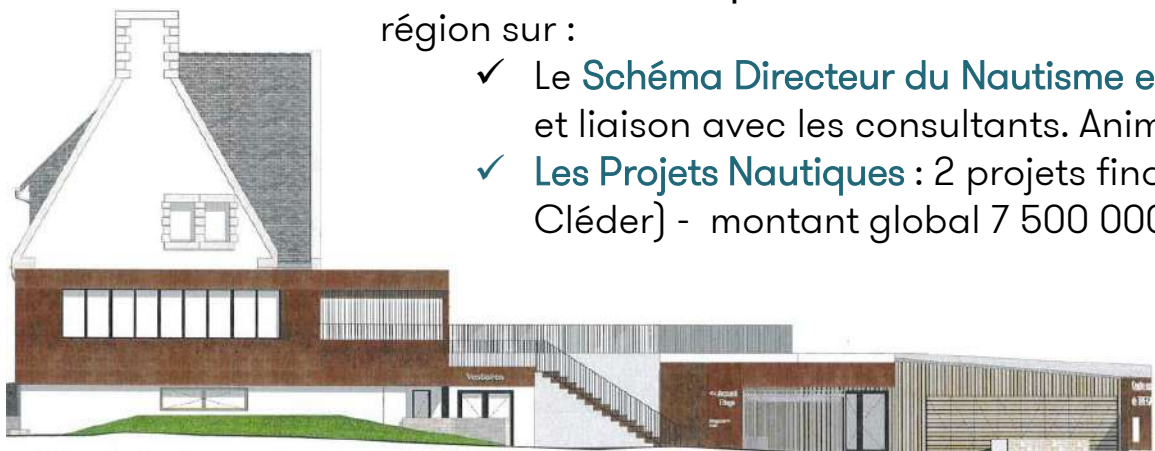 région sur :
✓ Le Schéma Directeur du Nautisme e
et liaison avec les consultants. Anim
✓ Les Projets Nautiques : 2 projets fina
Cléder) - montant global 7 500 000
Vestiaires
Accueil